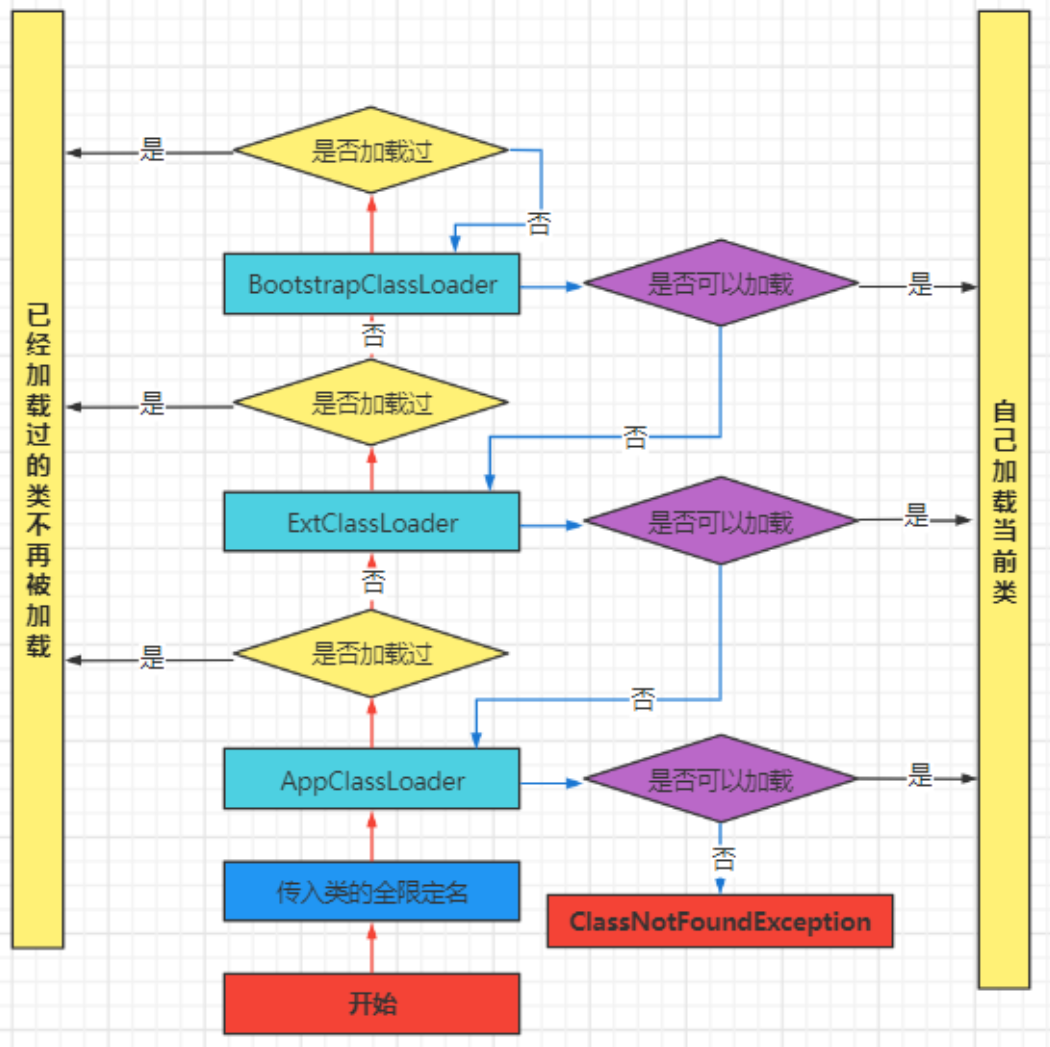 已经加载过的类不再被加载
是否加载过
是
否
BootstrapClassLoader
是否可以加载
是
否
是否加载过
是
否
ExtClassLoader
是否可以加载
是
否
是否加载过
是
否
AppClassLoader
是否可以加载
是
否
传入类的全限定名
ClassNotFoundException
开始
自己加载当前类